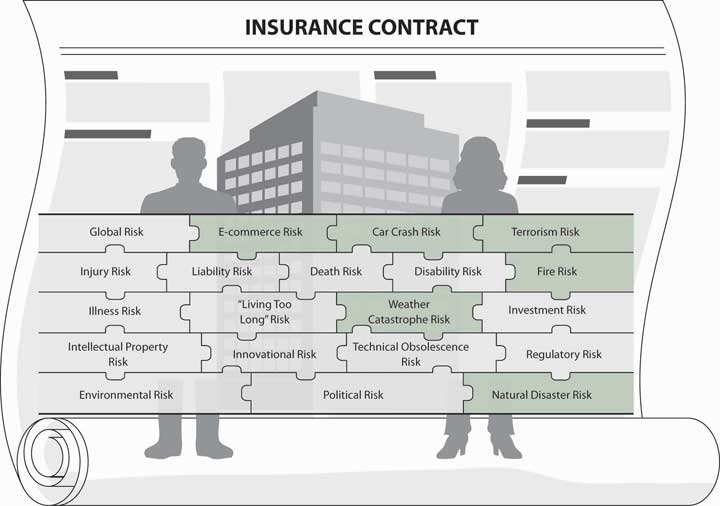 INSURANCE CONTRACT
Global Risk
E-commerce Risk
Car Crash Risk
Terrorism Risk
Injury Risk
Liability Risk
Death Risk
Disability Risk
Fire Risk
Illness Risk
“Living Too
Long” Risk
Weather
Catastrophe Risk
Investment Risk
Intellectual Property
Risk
Innovational Risk
Technical Obsolescence
Risk
Regulatory Risk
Environmental Risk
Political Risk
Natural Disaster Risk